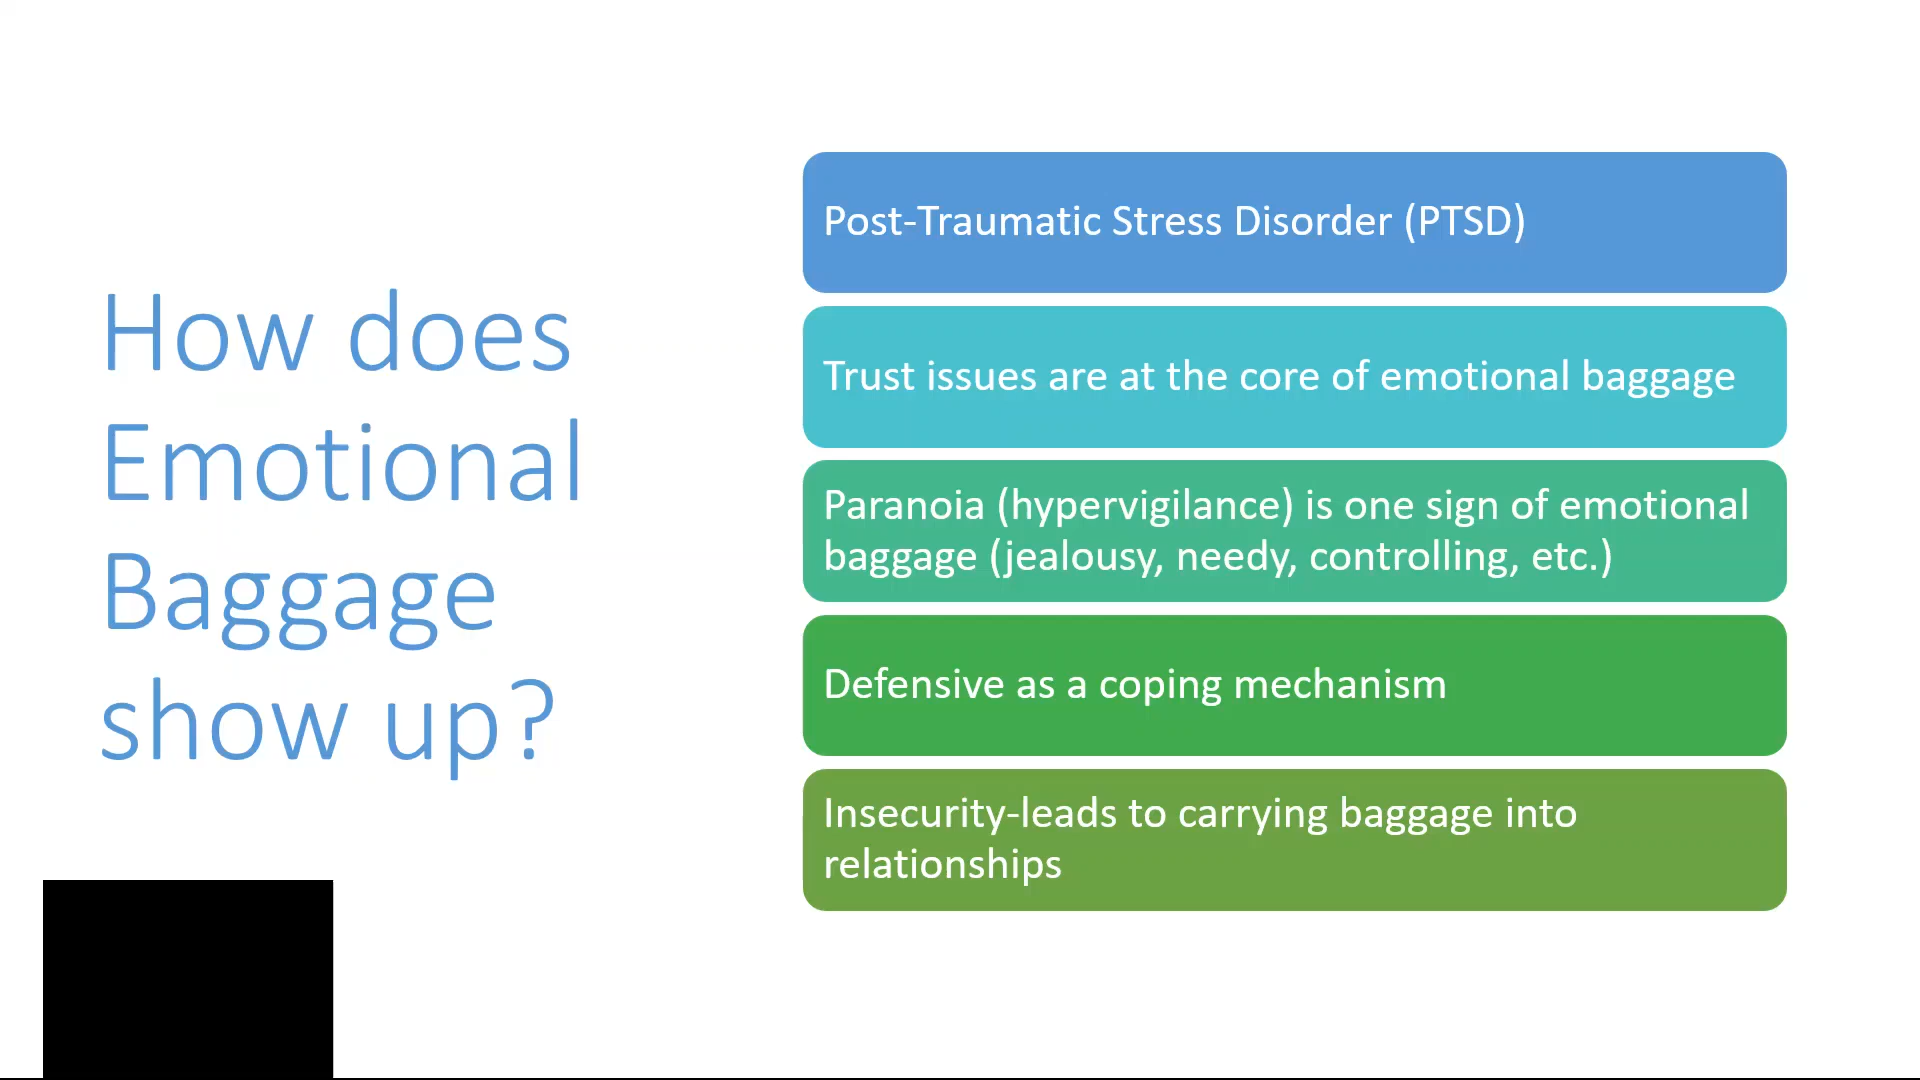 How does
Emotional
Baggage
show up?
Post-Traumatic Stress Disorder (PTSD)
Trust issues are at the core of emotional baggage
Paranoia (hypervigilance) is one sign of emotional
baggage (jealousy, needy, controlling, etc.)
Defensive as a coping mechanism
Insecurity-leads to carrying baggage into
relationships